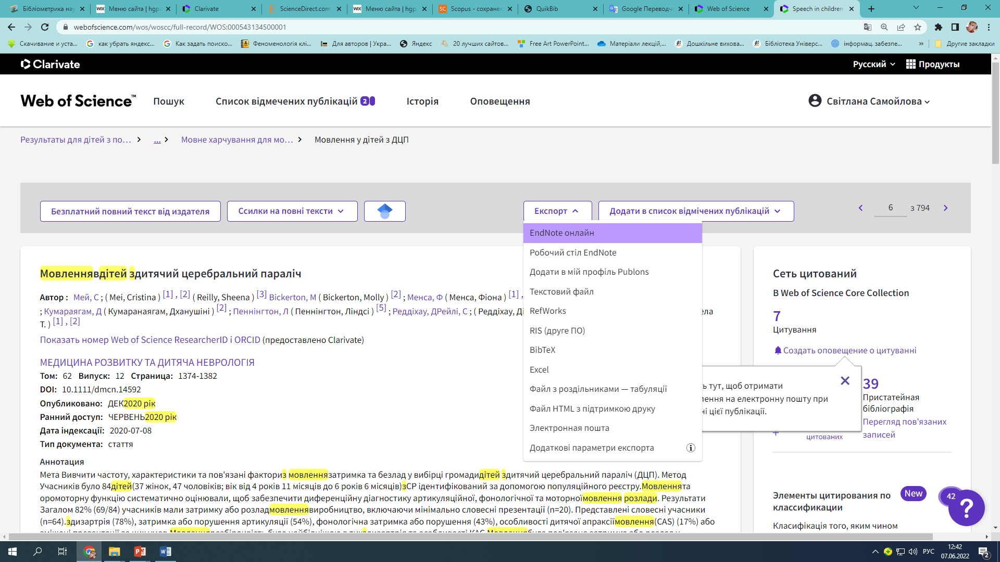 Бібліометрика нау
Меню сайта | hgpa
Clarivate
ScienceDirect.com
Меню сайта | hgpa
Scopus - сохранен
QuikBib
Google Переводч
Web of Science
Speech in children
webofscience.com/wos/woscc/full-record/WOS:000543134500001
Скачивание и уста...
как убрать яндекс...
Как задать поиско...
Феноменологія клі...
Для авторов | Укра...
Яндекс
20 лучших сайтов...
Free Art PowerPoint...
Матеріали лекцій,...
Дошкільне вихова...
Бібліотека Універс...
інформац. забезпе...
»
Другие закладки
Clarivate
Русский
Продукты
Web of Science™
Пошук
Список відмечених публікацій 2
Історія
Оповещення
Світлана Самойлова
Результаты для дітей з по… > ... > Мовне харчування для мо… > Мовлення у дітей з ДЦП
Безплатний повний текст від издателя
Ссилки на повні тексти
Експорт
Додати в список відмічених публікацій
6 з 794
EndNote онлайн
Робочий стіл EndNote
Додати в мій профіль Publons
Текстовий файл
RefWorks
RIS (друге ПО)
BibTeX
Excel
Файл з роздільниками — табуляції
Файл HTML з підтримкою друку
Электронная пошта
Додаткові параметри експорта
Мовленнявдітей здитячий церебральний параліч
Автор : Мей, С ; ( Mei, Cristina ) [1] , [2] ( Reilly, Sheena ) [3] Bickerton, M ( Bickerton, Molly ) [2] ; Менса, Ф ( Менса, Фіона ) [1] ,
; Кумараягам, Д ( Кумаранаягам, Дханушіні ) [2] ; Пеннінгтон, Л ( Пеннінгтон, Ліндсі ) [5] ; Реддіхау, ДРейлі, С ; ( Реддіхау, Ді
ела
Т. ) [1] , [2]
Показать номер Web of Science ResearcherID і ORCID (предоставлено Clarivate)
МЕДИЦИНА РОЗВИТКУ ТА ДИТЯЧА НЕВРОЛОГІЯ
Том: 62 Випуск: 12 Страница: 1374-1382
DOI: 10.1111/dmcn.14592
Опубликовано: ДЕК2020 рік
Ранний доступ: ЧЕРВЕНЬ2020 рік
Дата індексації: 2020-07-08
Тип документа: стаття
Аннотация
Мета Вивчити частоту, характеристики та пов'язані факториз мовленнязатримка та безлад у вибірці громадидітей здитячий церебральний параліч (ДЦП). Метод
Учасників було 84дітей(37 жінок, 47 чоловіків; вік від 4 років 11 місяців до 6 років 6 місяців)зСР ідентифікований за допомогою популяційного реєстру.Мовленнята
оромоторну функцію систематично оцінювали, щоб забезпечити диференційну діагностику артикуляційної, фонологічної та моторноїмовлення розлади. Результати
Загалом 82% (69/84) учасників мали затримку або розладмовленнявиробництво, включаючи мінімально словесні презентації (n=20). Представлені словесні учасники
(n=64).здизартрія (78%), затримка або порушення артикуляції (54%), фонологічна затримка або порушення (43%), особливості дитячої апраксіїмовлення(CAS) (17%) або
Сеть цитований
В Web of Science Core Collection
7
Цитування
Создать оповещение о цитуванні
ь тут, щоб отримати
лення на електронну пошту при
ні цієї публікації.
39
Пристатейная
бібліографія
Перегляд пов'язаних
записей
+
цитованих
Элементы цитирования по
классификации
New
Класифікація того, яким чином
42
?
РУС
12:42
07.06.2022
2